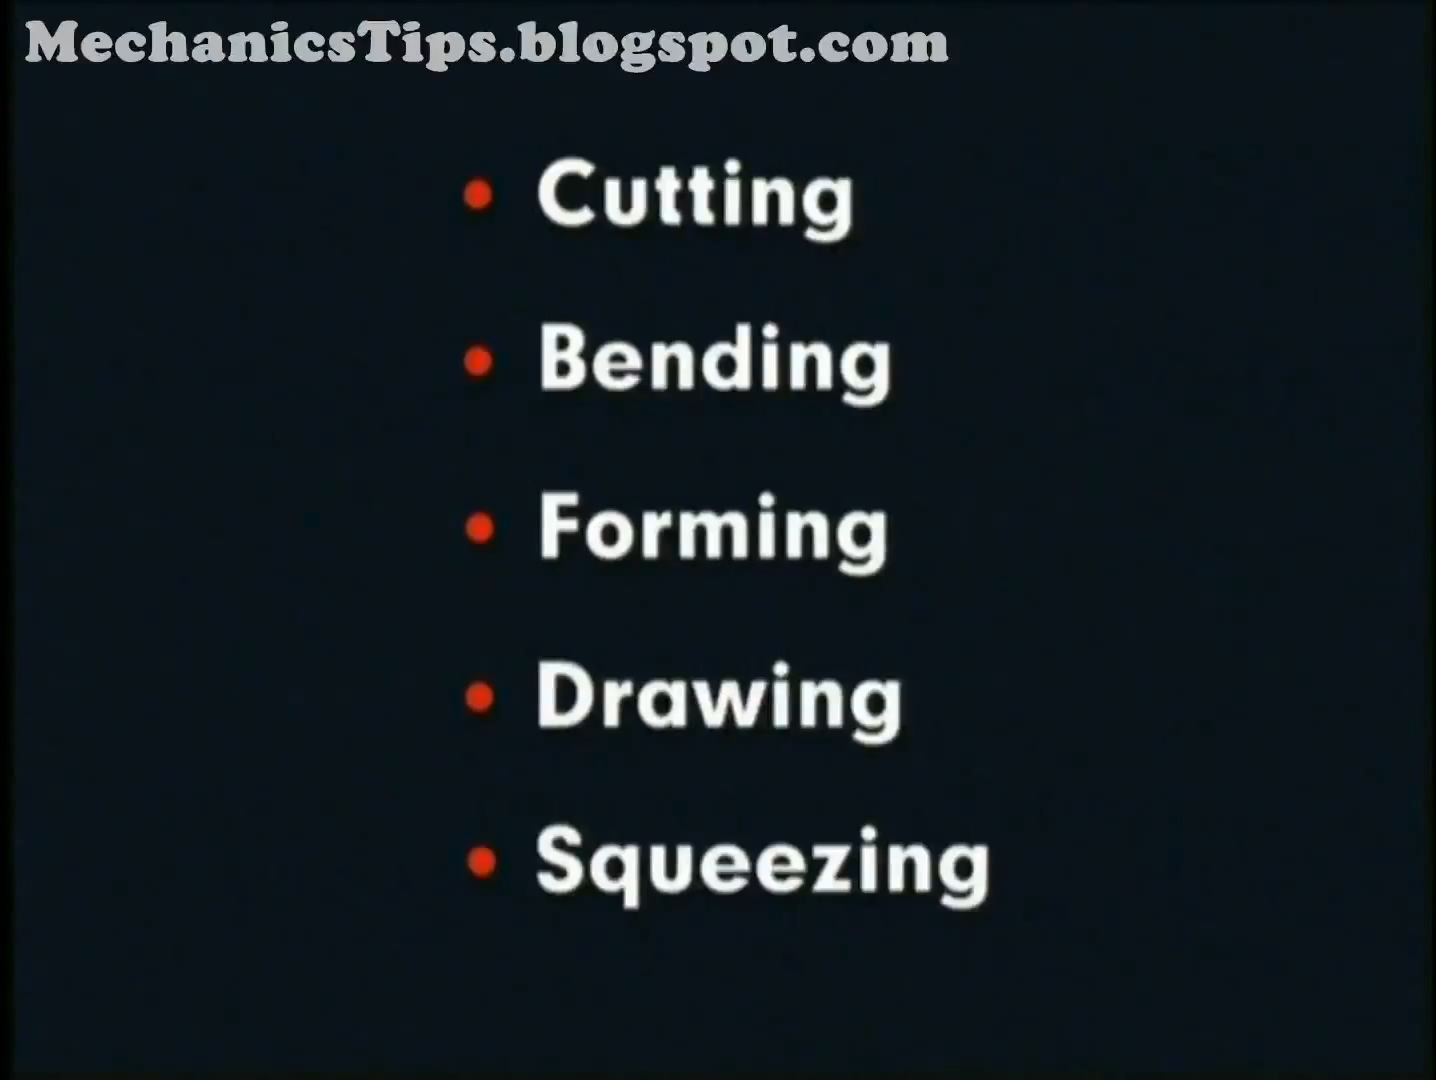 MechanicsTips.blogspot.com
• Cutting
• Bending
• Forming
• Drawing
• Squeezing